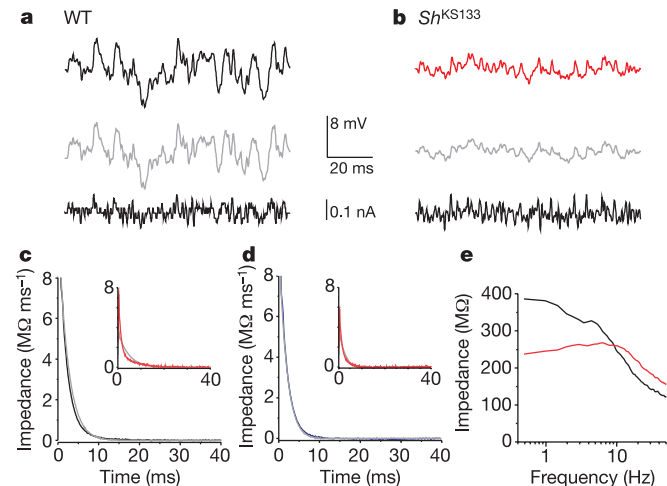 a WT
b ShKS133
8 mV
20 ms
0.1 nA
c
Impedance (MΩ ms−1)
8
6
4
2
0
0 10 20 30 40
Time (ms)
8
0
0 40
d
Impedance (MΩ ms−1)
8
6
4
2
0
0 10 20 30 40
Time (ms)
8
0
0 40
e
Impedance (MΩ)
400
300
200
100
0
1 10
Frequency (Hz)